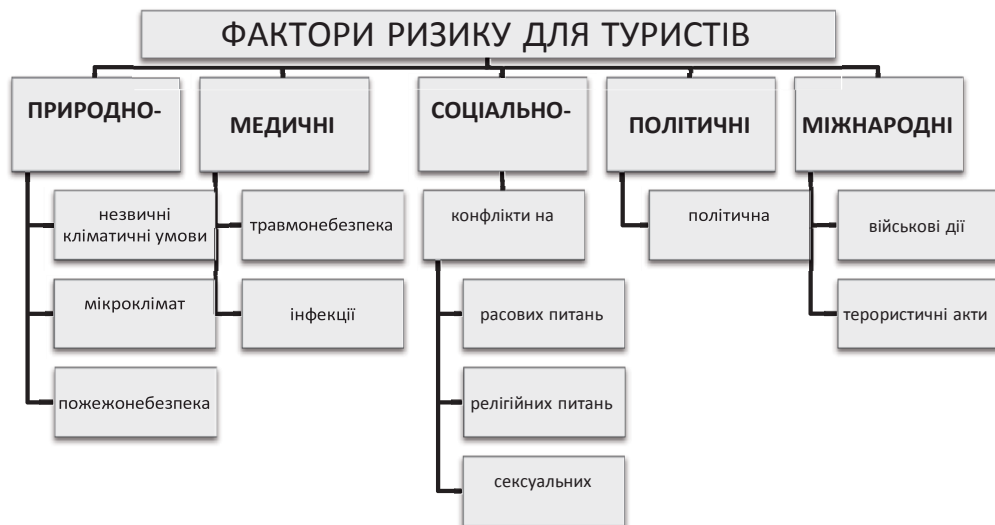 ФАКТОРИ РИЗИКУ ДЛЯ ТУРИСТІВ
ПРИРОДНО-
МЕДИЧНІ
СОЦІАЛЬНО-
ПОЛІТИЧНІ
МІЖНАРОДНІ
незвичні
кліматичні умови
мікроклімат
пожежонебезпека
травмонебезпека
інфекції
конфлікти на
расових питань
релігійних питань
сексуальних
політична
військові дії
терористичні акти